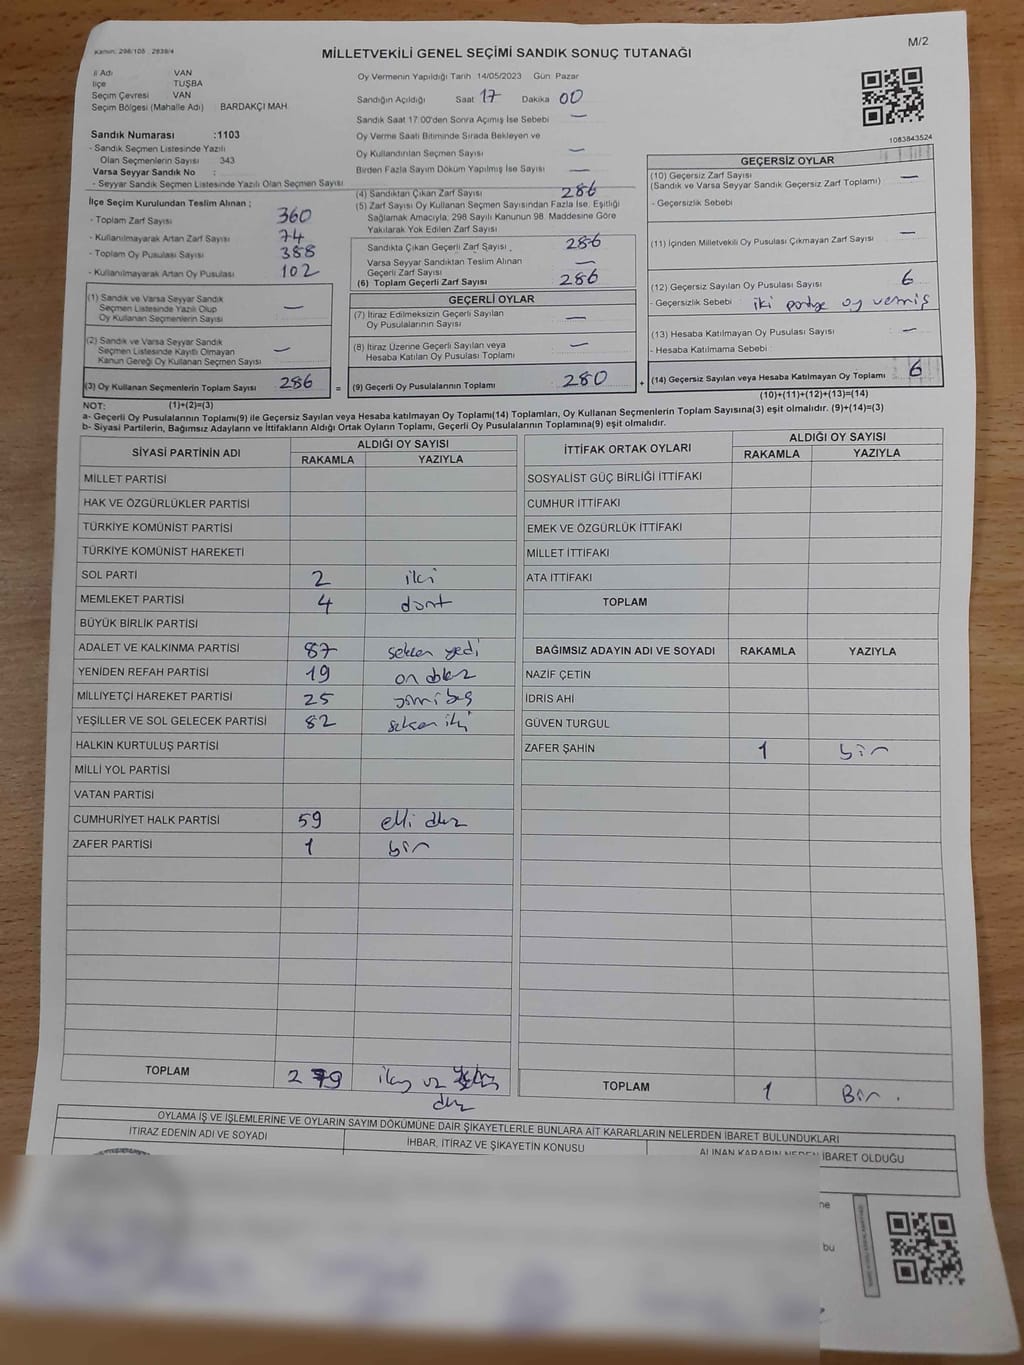 Kanun: 298/105 , 2839/4
MİLLETVEKİLİ GENEL SEÇİMİ SANDIK SONUÇ TUTANAĞI
M/2
İl Adı : VAN
İlçe : TUŞBA
Seçim Çevresi : VAN
Seçim Bölgesi (Mahalle Adı) : BARDAKÇI MAH.
Sandık Numarası :1103
- Sandık Seçmen Listesinde Yazılı
Olan Seçmenlerin Sayısı : 343
Varsa Seyyar Sandık No :
- Seyyar Sandık Seçmen Listesinde Yazılı Olan Seçmen Sayısı
İlçe Seçim Kurulundan Teslim Alınan ;
- Toplam Zarf Sayısı 360
- Kullanılmayarak Artan Zarf Sayısı 74
- Toplam Oy Pusulası Sayısı 388
- Kullanılmayarak Artan Oy Pusulası 102
(1) Sandık ve Varsa Seyyar Sandık
Seçmen Listesinde Yazılı Olup
Oy Kullanan Seçmenlerin Sayısı —
(2) Sandık ve Varsa Seyyar Sandık
Seçmen Listesinde Kayıtlı Olmayan
Kanun Gereği Oy Kullanan Seçmen Sayısı —
(3) Oy Kullanan Seçmenlerin Toplam Sayısı 286 =
Oy Vermenin Yapıldığı Tarih 14/05/2023 Gün Pazar
Sandığın Açıldığı Saat 17 Dakika 00
Sandık Saat 17:00'den Sonra Açılmış İse Sebebi —
Oy Verme Saati Bitiminde Sırada Bekleyen ve
Oy Kullandırılan Seçmen Sayısı —
Birden Fazla Sayım Döküm Yapılmış İse Sayısı —
(4) Sandıktan Çıkan Zarf Sayısı 286
(5) Zarf Sayısı Oy Kullanan Seçmen Sayısından Fazla İse, Eşitliği
Sağlamak Amacıyla, 298 Sayılı Kanunun 98. Maddesine Göre
Yakılarak Yok Edilen Zarf Sayısı
Sandıkta Çıkan Geçerli Zarf Sayısı . 286
Varsa Seyyar Sandıktan Teslim Alınan
Geçerli Zarf Sayısı —
(6) Toplam Geçerli Zarf Sayısı 286
GEÇERLİ OYLAR
(7) İtiraz Edilmeksizin Geçerli Sayılan
Oy Pusulalarının Sayısı —
(8) İtiraz Üzerine Geçerli Sayılan veya
Hesaba Katılan Oy Pusulası Toplamı —
(9) Geçerli Oy Pusulalarının Toplamı 280 +
1083843524
GEÇERSİZ OYLAR
(10) Geçersiz Zarf Sayısı
(Sandık ve Varsa Seyyar Sandık Geçersiz Zarf Toplamı) —
- Geçersizlik Sebebi
(11) İçinden Milletvekili Oy Pusulası Çıkmayan Zarf Sayısı —
(12) Geçersiz Sayılan Oy Pusulası Sayısı 6
- Geçersizlik Sebebi : iki partiye oy vermiş
(13) Hesaba Katılmayan Oy Pusulası Sayısı —
- Hesaba Katılmama Sebebi :
(14) Geçersiz Sayılan veya Hesaba Katılmayan Oy Toplamı 6
NOT: (1)+(2)=(3) (10)+(11)+(12)+(13)=(14)
a- Geçerli Oy Pusulalarının Toplamı(9) ile Geçersiz Sayılan veya Hesaba katılmayan Oy Toplamı(14) Toplamları, Oy Kullanan Seçmenlerin Toplam Sayısına(3) eşit olmalıdır. (9)+(14)=(3)
b- Siyasi Partilerin, Bağımsız Adayların ve İttifakların Aldığı Ortak Oyların Toplamı, Geçerli Oy Pusulalarının Toplamına(9) eşit olmalıdır.
SİYASİ PARTİNİN ADI ALDIĞI OY SAYISI
RAKAMLA YAZIYLA
MİLLET PARTİSİ
HAK VE ÖZGÜRLÜKLER PARTİSİ
TÜRKİYE KOMÜNİST PARTİSİ
TÜRKİYE KOMÜNİST HAREKETİ
SOL PARTİ 2 iki
MEMLEKET PARTİSİ 4 dört
BÜYÜK BİRLİK PARTİSİ
ADALET VE KALKINMA PARTİSİ 87 seksen yedi
YENİDEN REFAH PARTİSİ 19 on dokuz
MİLLİYETÇİ HAREKET PARTİSİ 25 yirmi beş
YEŞİLLER VE SOL GELECEK PARTİSİ 82 seksen iki
HALKIN KURTULUŞ PARTİSİ
MİLLİ YOL PARTİSİ
VATAN PARTİSİ
CUMHURİYET HALK PARTİSİ 59 elli dokuz
ZAFER PARTİSİ 1 bir
TOPLAM 279 iki yüz yetmiş
dokuz
İTTİFAK ORTAK OYLARI ALDIĞI OY SAYISI
RAKAMLA YAZIYLA
SOSYALİST GÜÇ BİRLİĞİ İTTİFAKI
CUMHUR İTTİFAKI
EMEK VE ÖZGÜRLÜK İTTİFAKI
MİLLET İTTİFAKI
ATA İTTİFAKI
TOPLAM
BAĞIMSIZ ADAYIN ADI VE SOYADI RAKAMLA YAZIYLA
NAZİF ÇETİN
İDRİS AHİ
GÜVEN TURGUL
ZAFER ŞAHİN 1 bir
TOPLAM 1 Bir.
OYLAMA İŞ VE İŞLEMLERİNE VE OYLARIN SAYIM DÖKÜMÜNE DAİR ŞİKAYETLERLE BUNLARA AİT KARARLARIN NELERDEN İBARET BULUNDUKLARI
İTİRAZ EDENİN ADI VE SOYADI İHBAR, İTİRAZ VE ŞİKAYETİN KONUSU ALINAN KARARIN NEDEN İBARET OLDUĞU
ne
bu